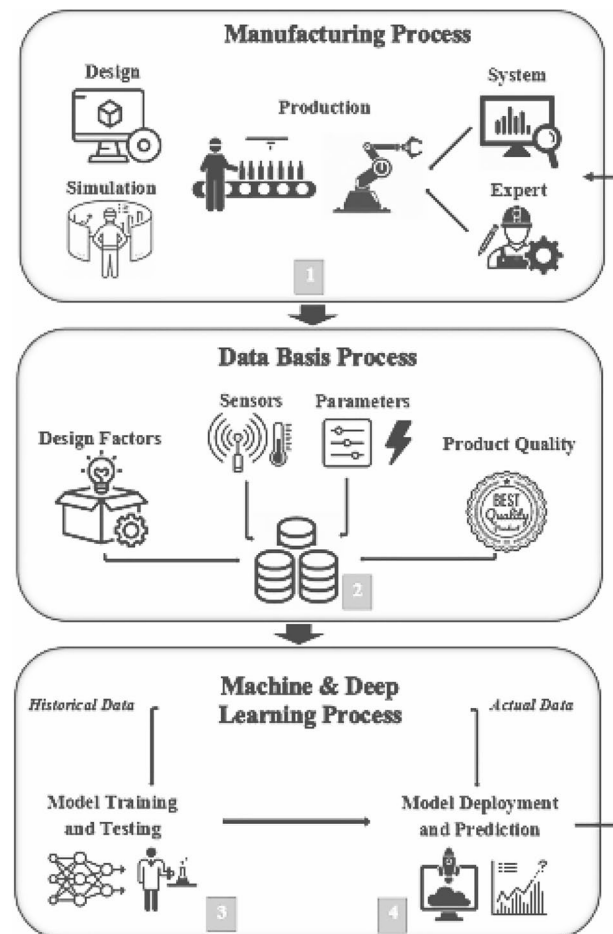 Manufacturing Process
Design
Production
System
Simulation
Expert
1
Data Basis Process
Sensors
Parameters
Design Factors
Product Quality
BEST
Quality
Product
2
Machine & Deep
Learning Process
Historical Data
Actual Data
Model Training
and Testing
Model Deployment
and Prediction
?
3
4